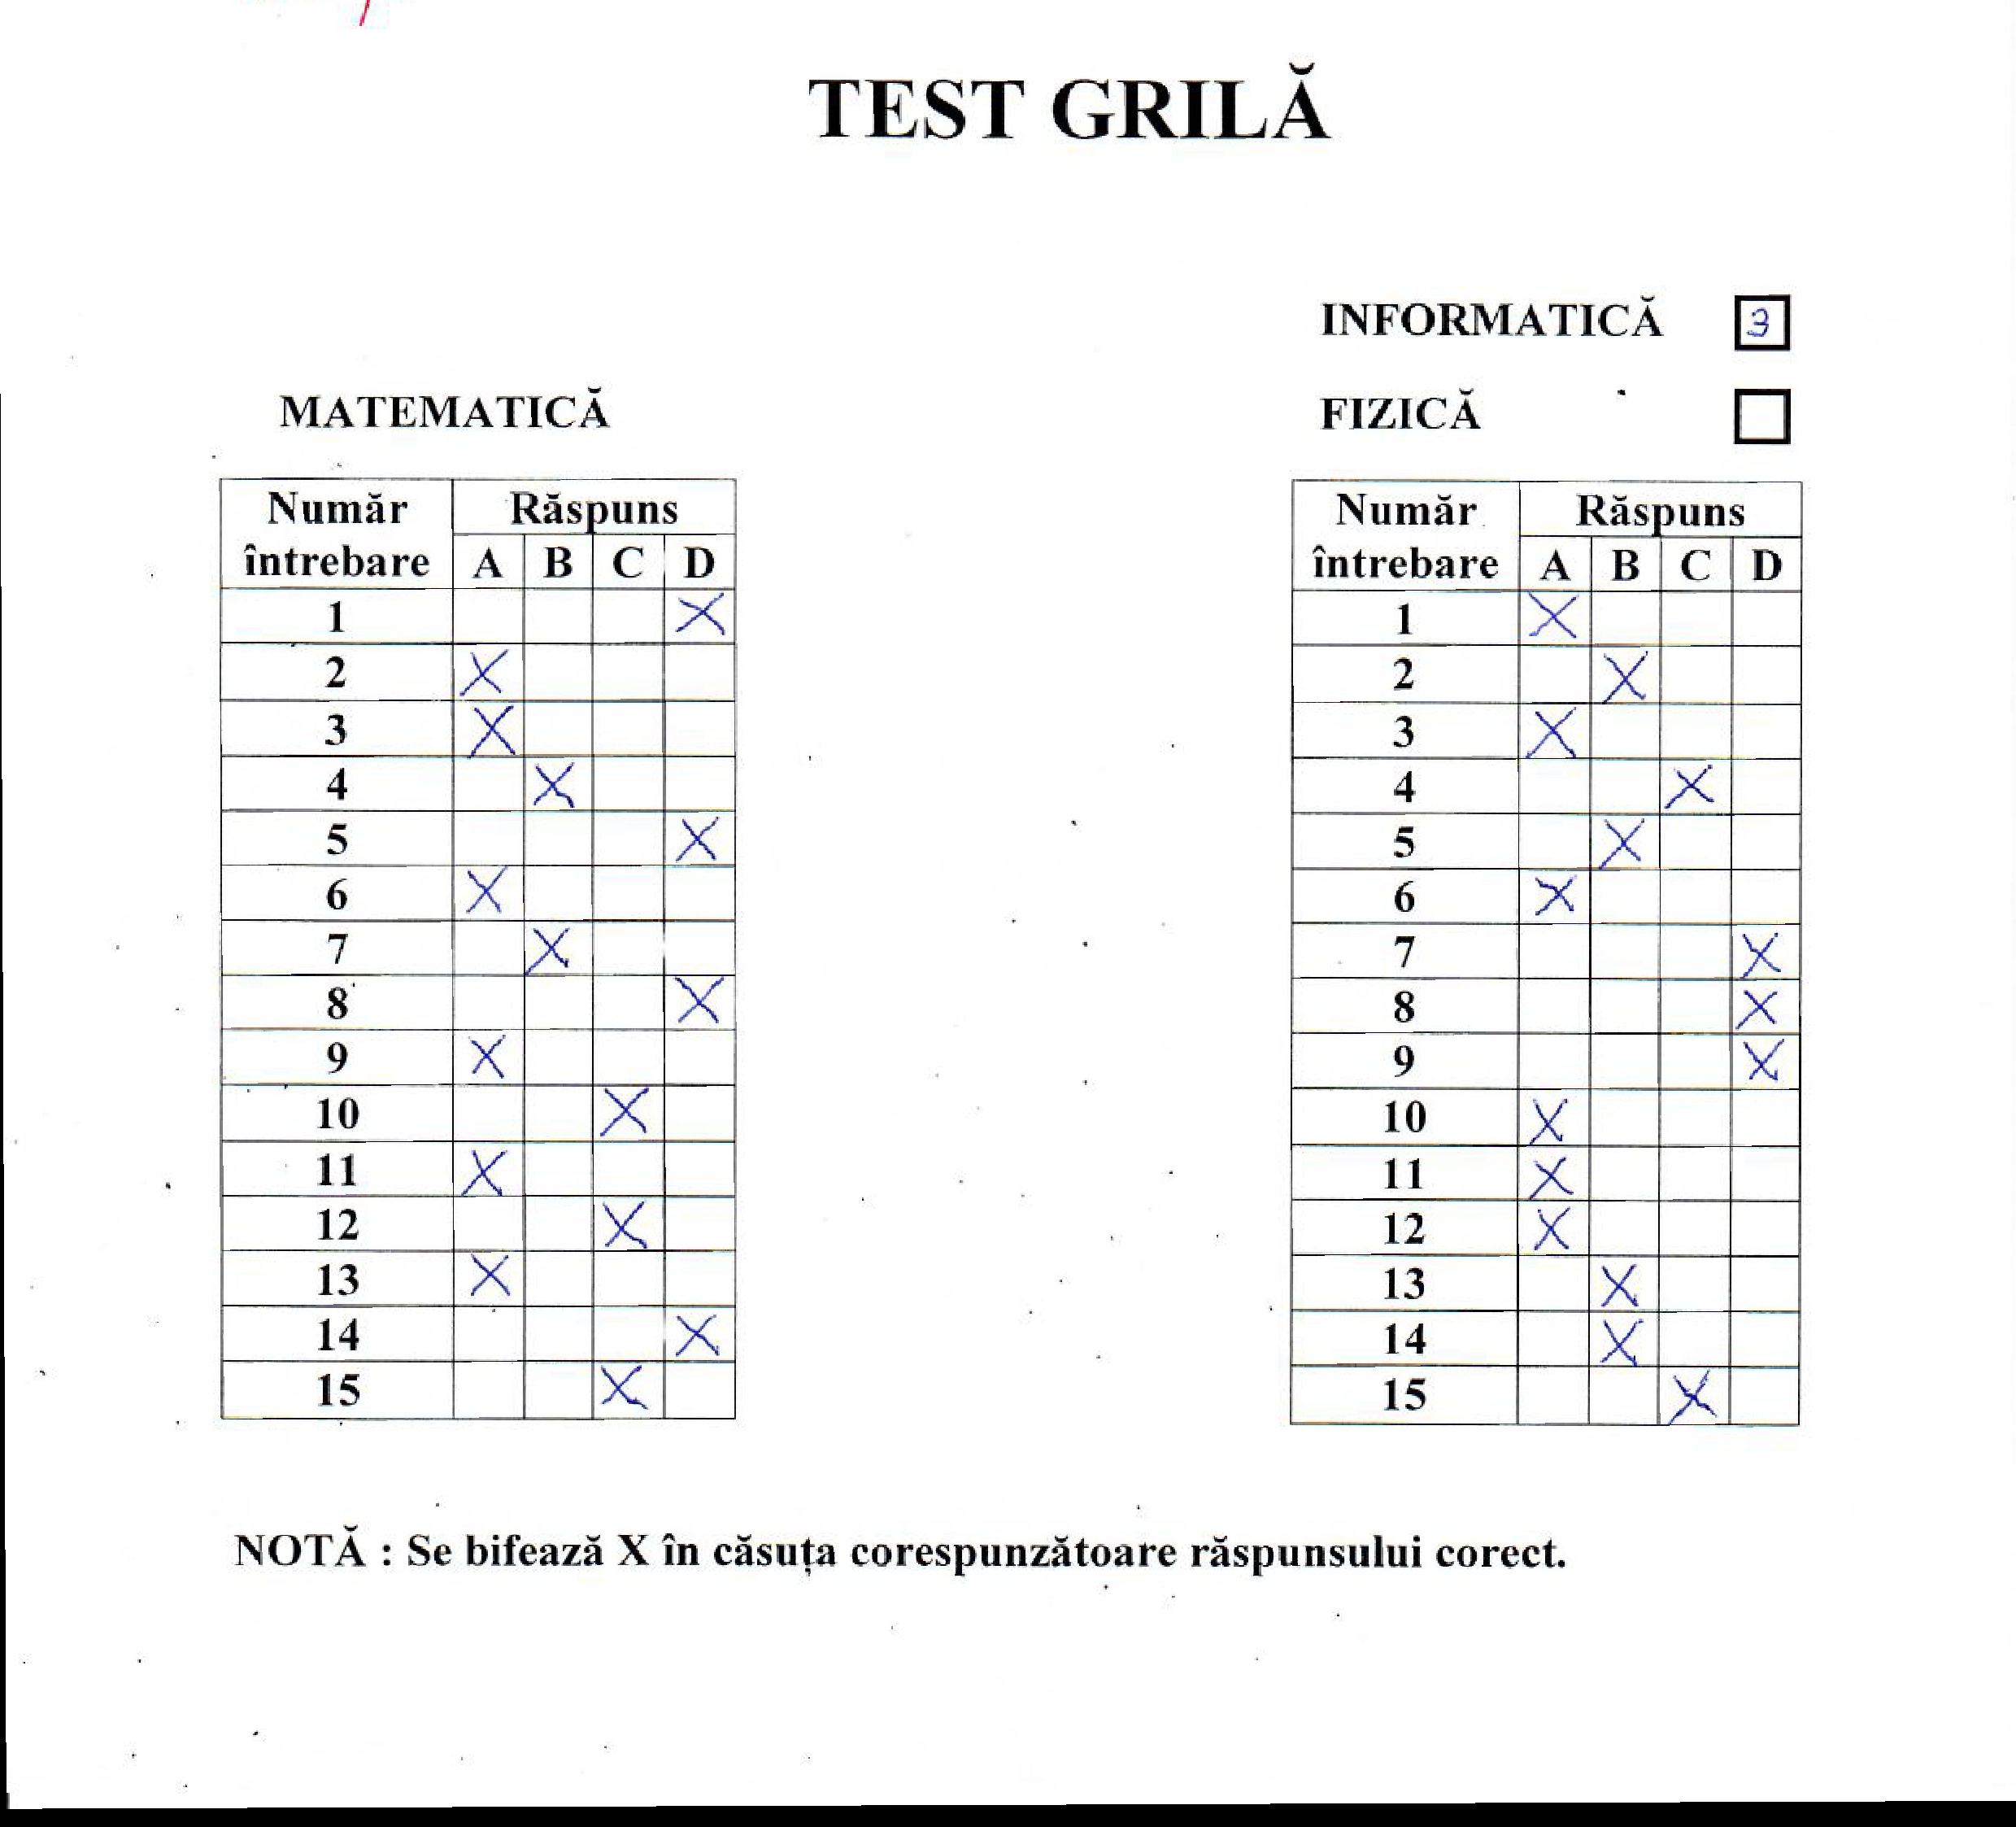 TEST GRILĂ
INFORMATICĂ 3
MATEMATICĂ
FIZICĂ
Număr întrebare Răspuns
A B C D
1 X
2 X
3 X
4 X
5 X
6 X
7 X
8 X
9 X
10 X
11 X
12 X
13 X
14 X
15 X
Număr întrebare Răspuns
A B C D
1 X
2 X
3 X
4 X
5 X
6 X
7 X
8 X
9 X
10 X
11 X
12 X
13 X
14 X
15 X
NOTĂ : Se bifează X în căsuța corespunzătoare răspunsului corect.